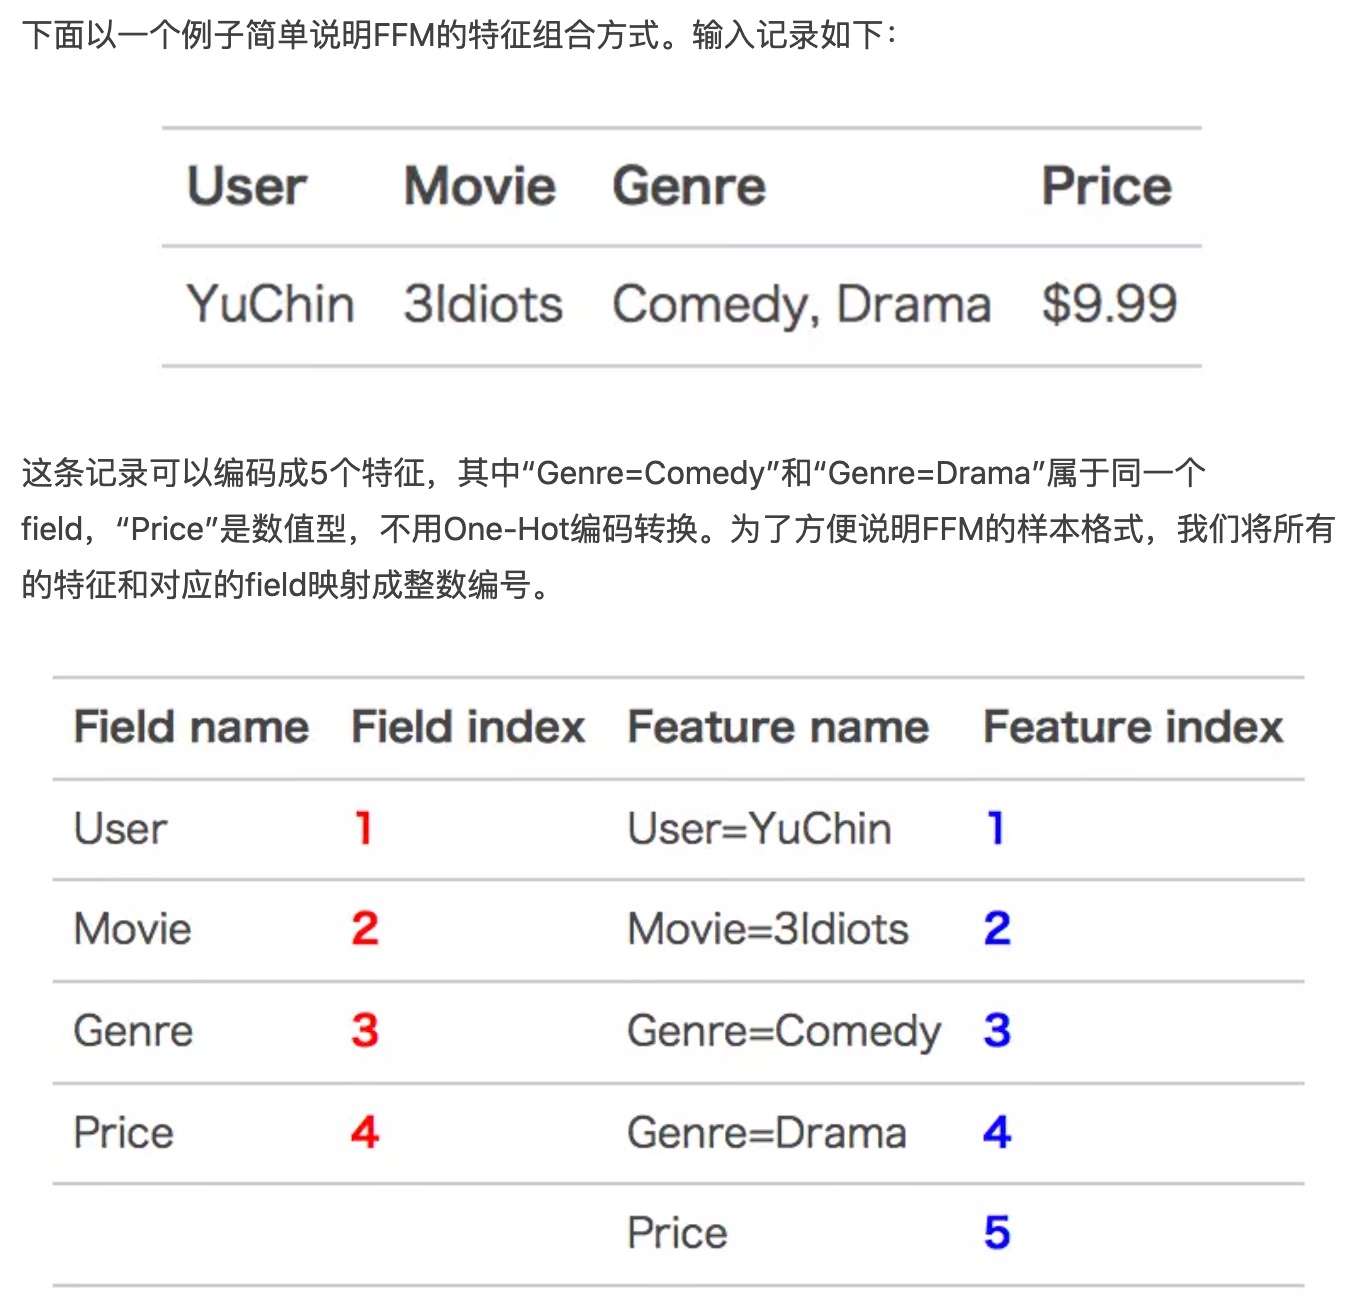 下面以一个例子简单说明FFM的特征组合方式。输入记录如下：
User Movie Genre Price
YuChin 3Idiots Comedy, Drama $9.99
这条记录可以编码成5个特征，其中“Genre=Comedy”和“Genre=Drama”属于同一个
field，“Price”是数值型，不用One-Hot编码转换。为了方便说明FFM的样本格式，我们将所有
的特征和对应的field映射成整数编号。
Field name Field index Feature name Feature index
User 1 User=YuChin 1
Movie 2 Movie=3Idiots 2
Genre 3 Genre=Comedy 3
Price 4 Genre=Drama 4
Price 5